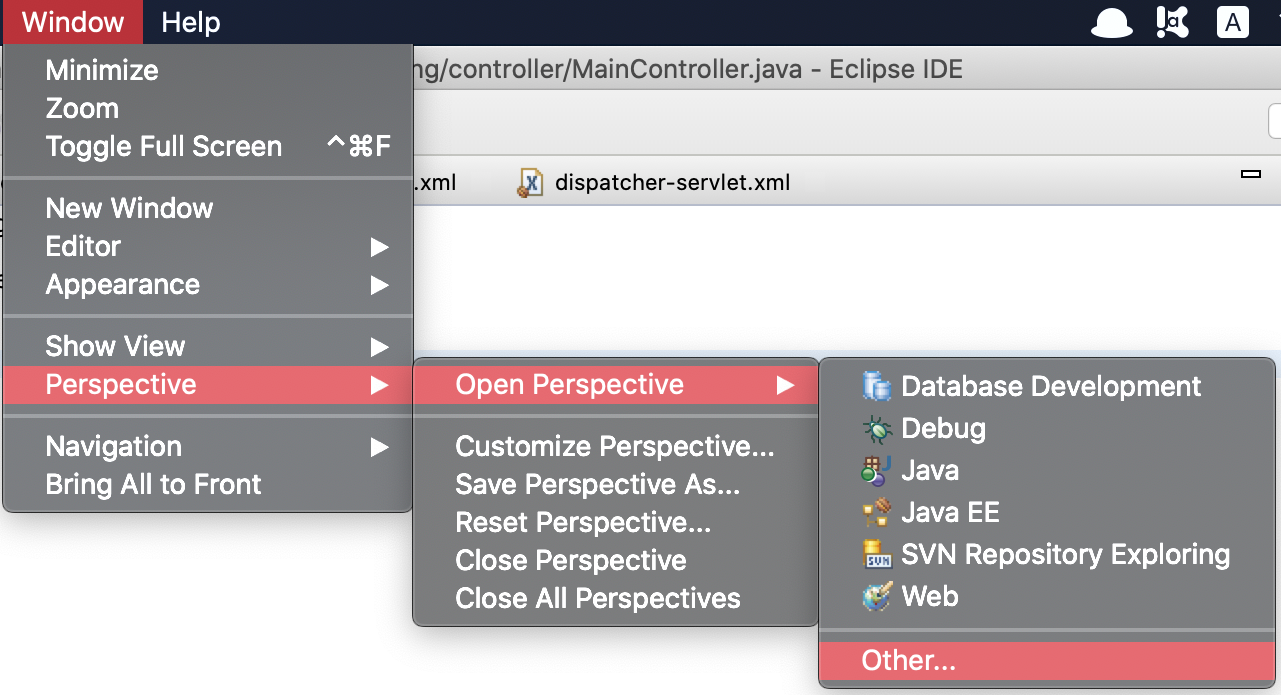 Window Help
A
ng/controller/MainController.java - Eclipse IDE
Minimize
Zoom
Toggle Full Screen ^⌘F
.xml
dispatcher-servlet.xml
New Window
Editor ▶
Appearance ▶
Show View ▶
Perspective ▶
Navigation ▶
Bring All to Front
Open Perspective ▶
Customize Perspective...
Save Perspective As...
Reset Perspective...
Close Perspective
Close All Perspectives
Database Development
Debug
Java
Java EE
SVN Repository Exploring
Web
Other...